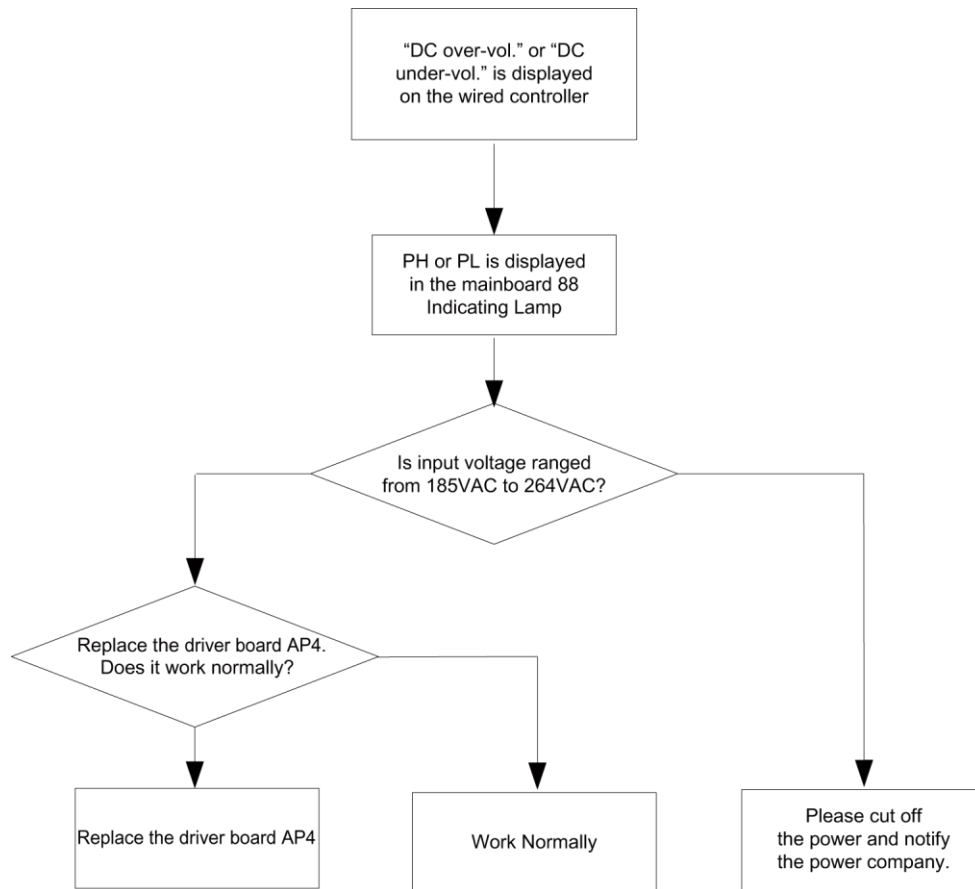 “DC over-vol.” or “DC
under-vol.” is displayed
on the wired controller
PH or PL is displayed
in the mainboard 88
Indicating Lamp
Is input voltage ranged
from 185VAC to 264VAC?
Replace the driver board AP4.
Does it work normally?
Replace the driver board AP4
Work Normally
Please cut off
the power and notify
the power company.